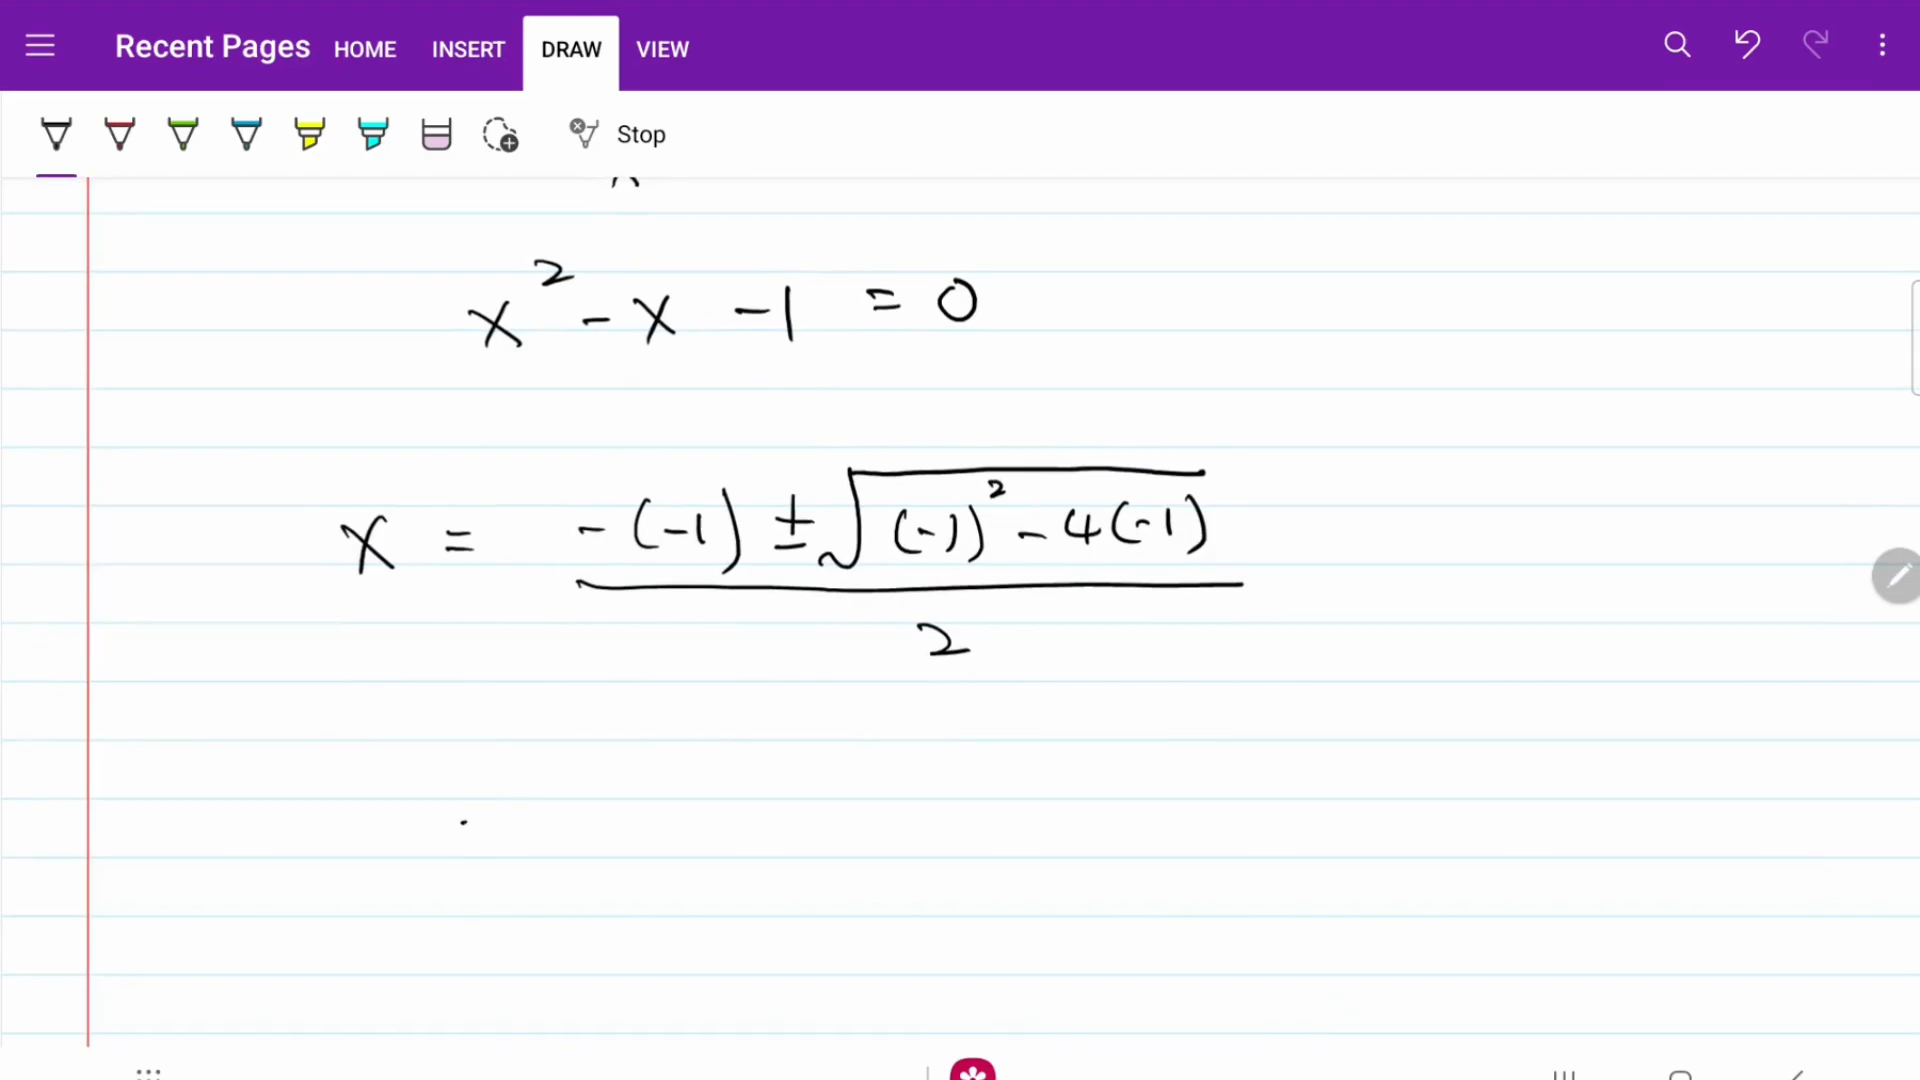 Recent Pages HOME INSERT DRAW VIEW
Stop
x² - x - 1 = 0
x = -(-1) ± √(-1)² - 4(-1)
2